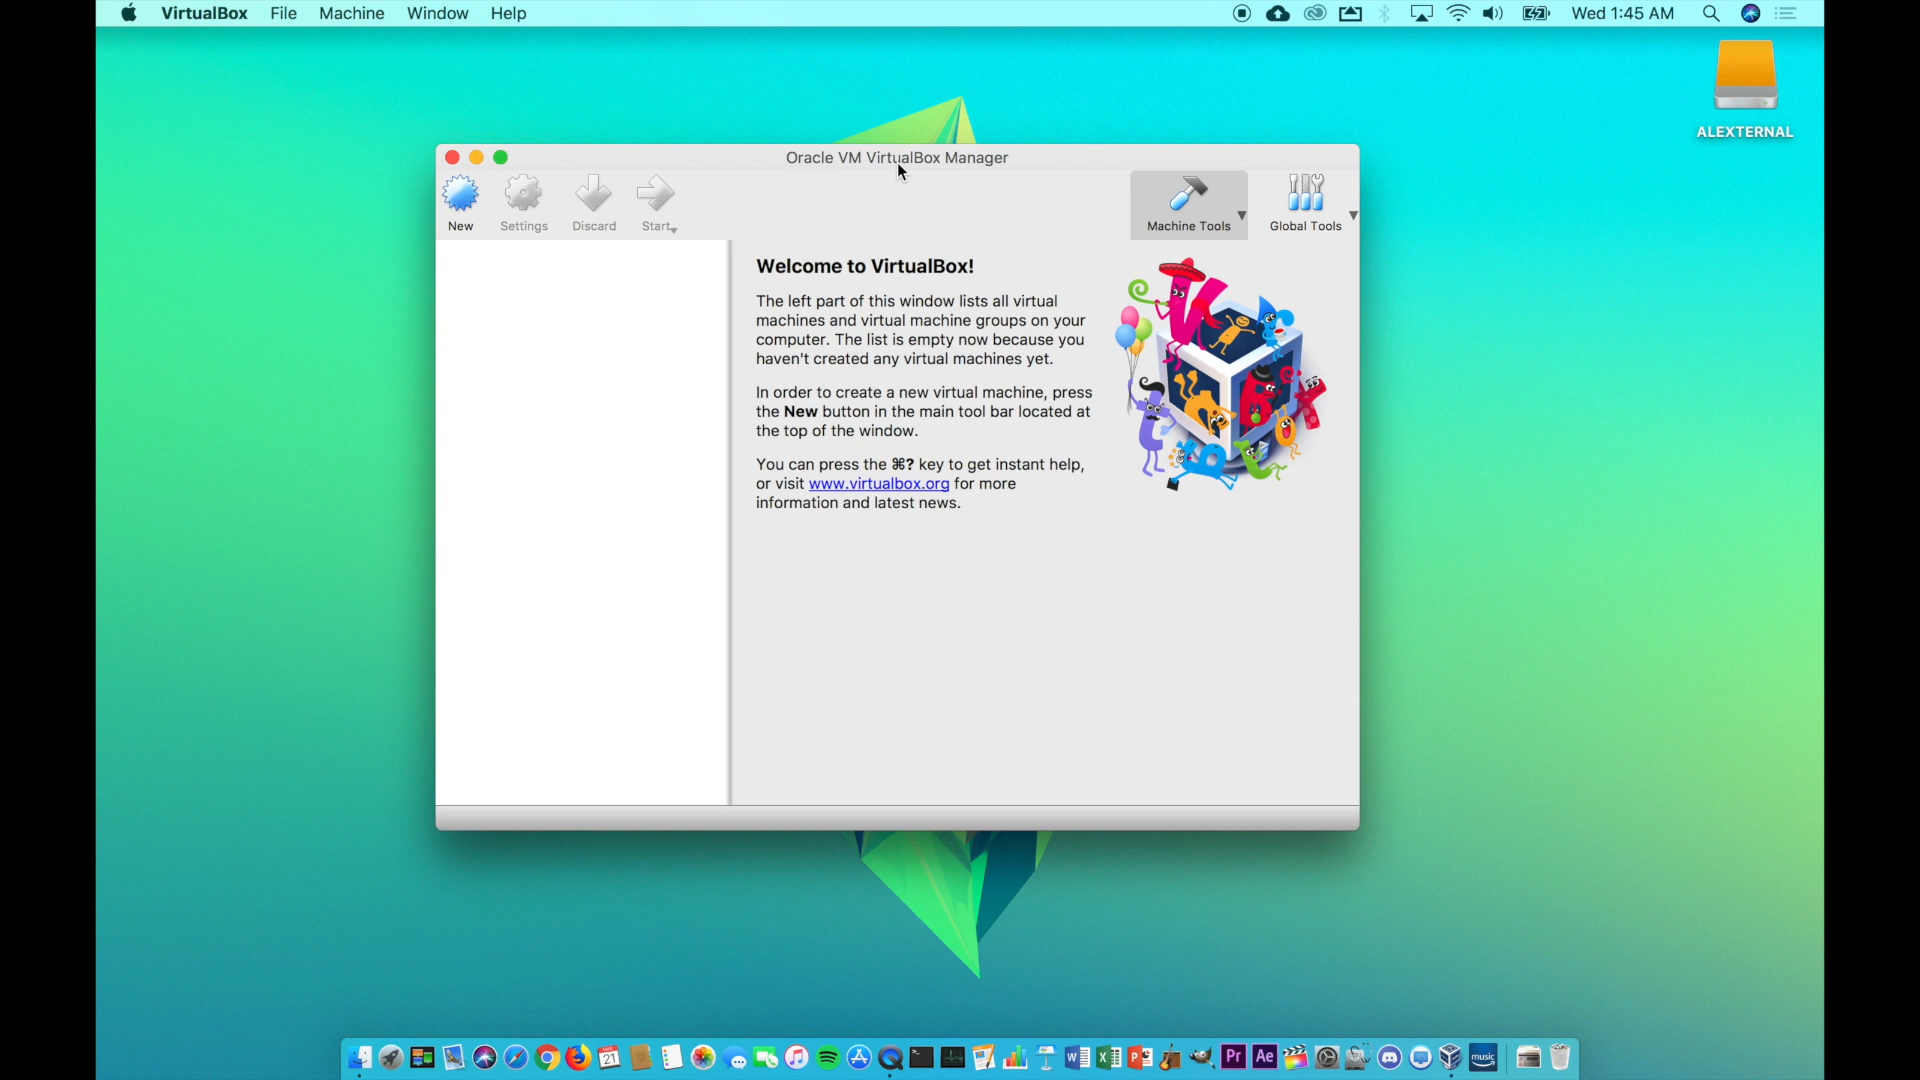 VirtualBox File Machine Window Help Wed 1:45 AM
ALEXTERNAL
Oracle VM VirtualBox Manager
New Settings Discard Start Machine Tools Global Tools
Welcome to VirtualBox!
The left part of this window lists all virtual
machines and virtual machine groups on your
computer. The list is empty now because you
haven't created any virtual machines yet.
In order to create a new virtual machine, press
the New button in the main tool bar located at
the top of the window.
You can press the ⌘? key to get instant help,
or visit www.virtualbox.org for more
information and latest news.
21 W X P Pr Ae music